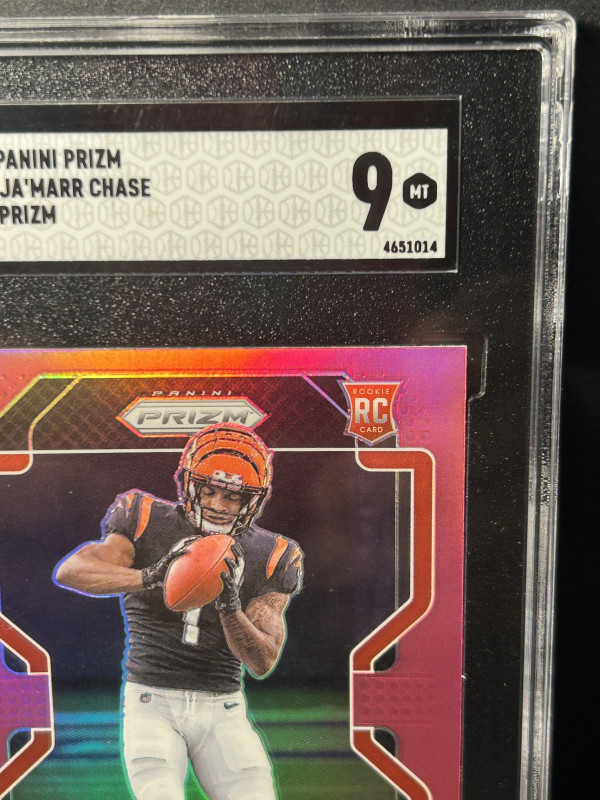 PANINI PRIZM
JA'MARR CHASE
PRIZM
9
MT
4651014
PANINI
PRIZM
ROOKIE
RC
CARD
1